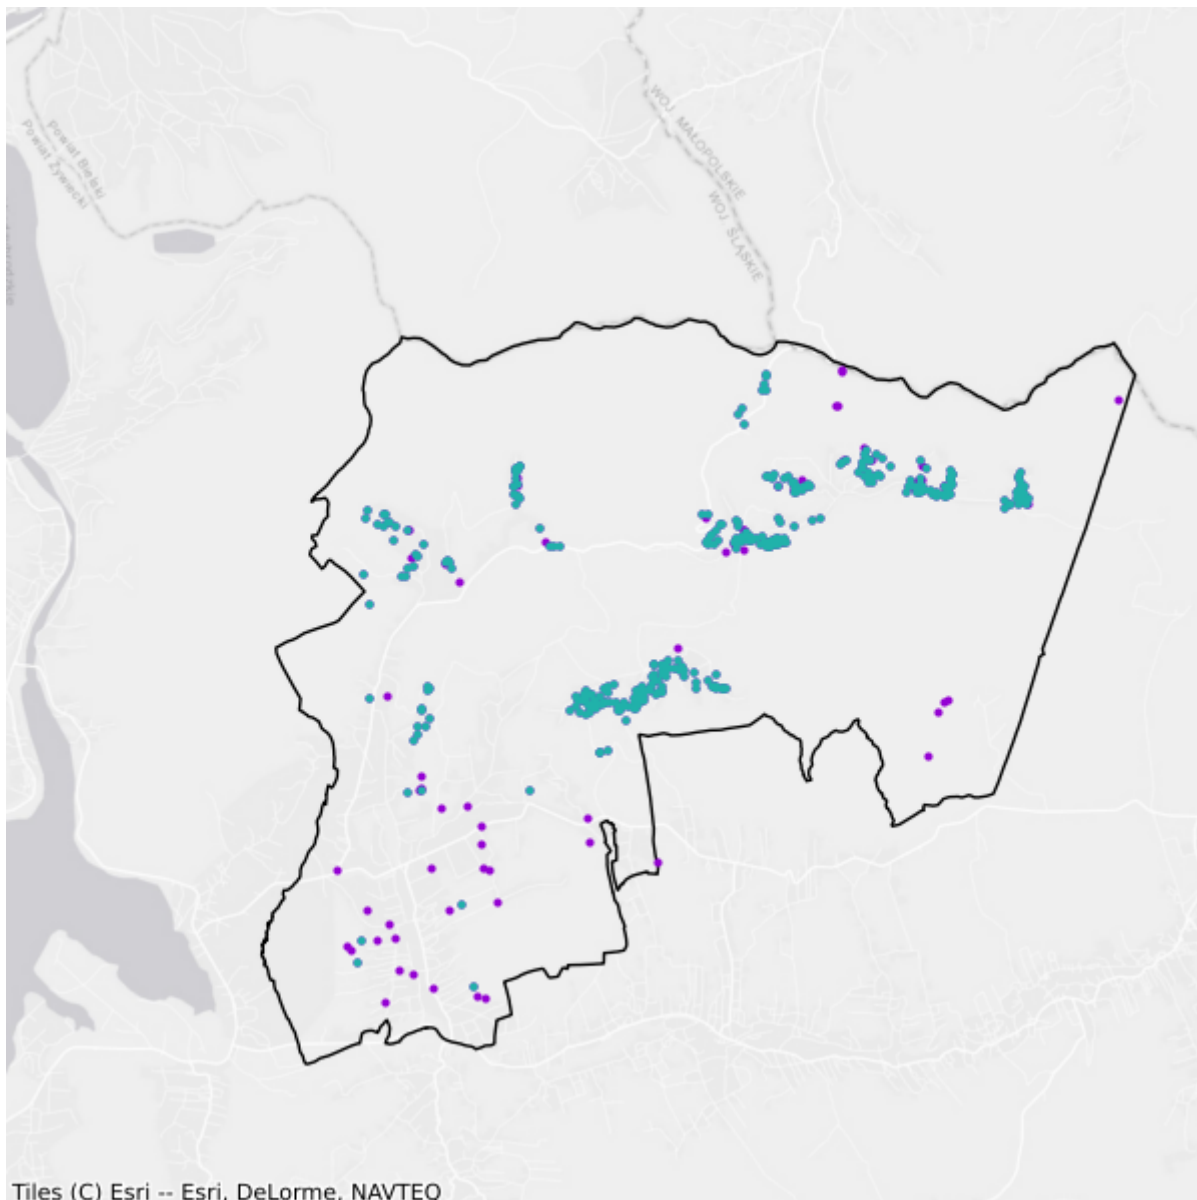 WOJ. MAŁOPOLSKIE
WOJ. ŚLĄSKIE
Powiat Bielski
Powiat Żywiecki
Tiles (C) Esri -- Esri, DeLorme, NAVTEQ